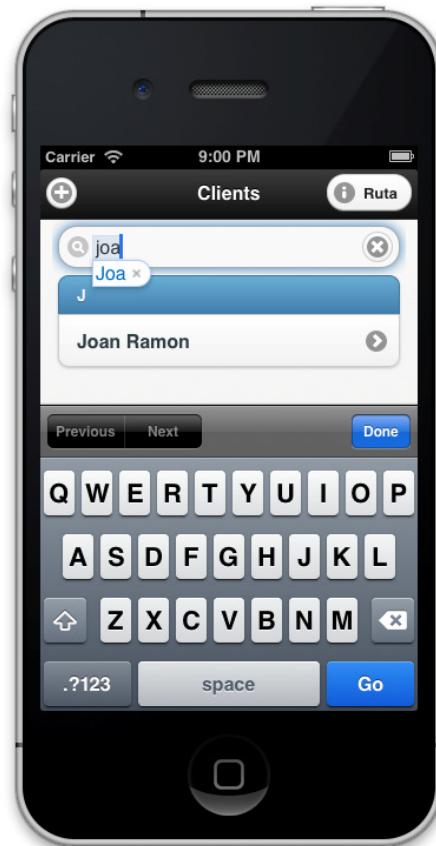 Carrier 9:00 PM
Clients Ruta
joa
Joa
J
Joan Ramon
Previous Next Done
Q W E R T Y U I O P
A S D F G H J K L
Z X C V B N M
.?123 space Go